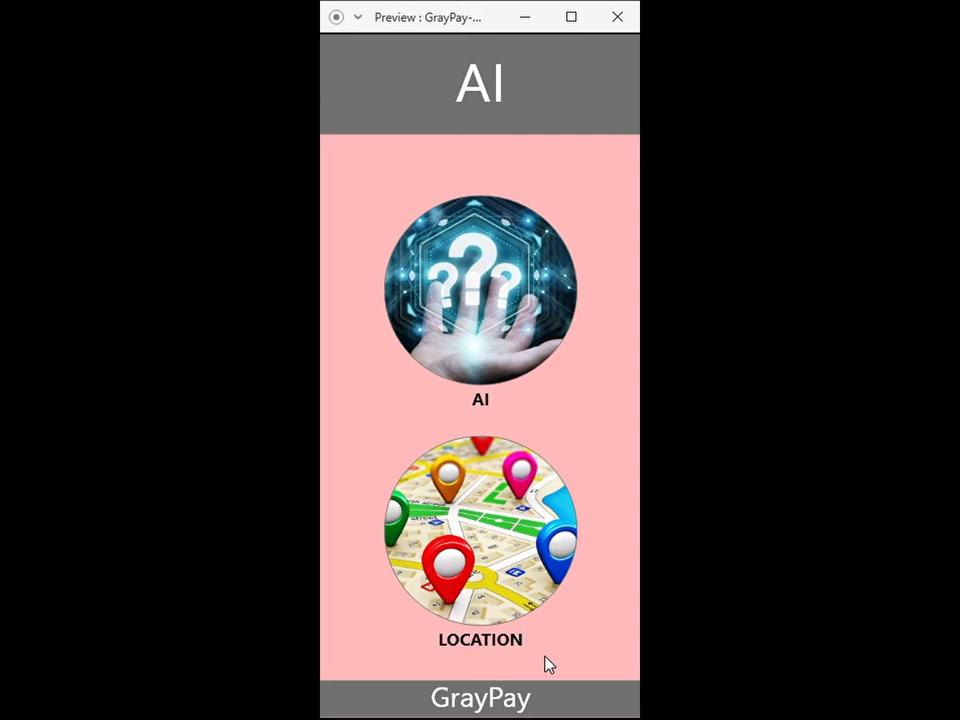 Preview : GrayPay-...
AI
? ? ?
AI
LOCATION
GrayPay